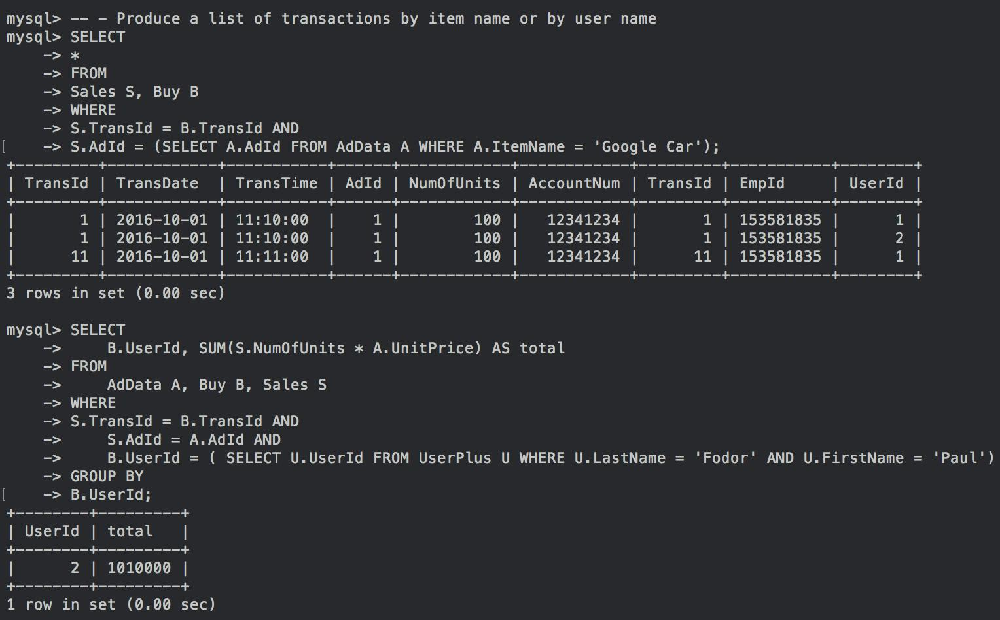 mysql> -- - Produce a list of transactions by item name or by user name
mysql> SELECT
    -> *
    -> FROM
    -> Sales S, Buy B
    -> WHERE
    -> S.TransId = B.TransId AND
[    -> S.AdId = (SELECT A.AdId FROM AdData A WHERE A.ItemName = 'Google Car');
+---------+------------+-----------+------+------------+------------+---------+-----------+--------+
| TransId | TransDate  | TransTime | AdId | NumOfUnits | AccountNum | TransId | EmpId     | UserId |
+---------+------------+-----------+------+------------+------------+---------+-----------+--------+
|       1 | 2016-10-01 | 11:10:00  |    1 |        100 |   12341234 |       1 | 153581835 |      1 |
|       1 | 2016-10-01 | 11:10:00  |    1 |        100 |   12341234 |       1 | 153581835 |      2 |
|      11 | 2016-10-01 | 11:11:00  |    1 |        100 |   12341234 |      11 | 153581835 |      1 |
+---------+------------+-----------+------+------------+------------+---------+-----------+--------+
3 rows in set (0.00 sec)

mysql> SELECT
    ->     B.UserId, SUM(S.NumOfUnits * A.UnitPrice) AS total
    -> FROM
    ->     AdData A, Buy B, Sales S
    -> WHERE
    -> S.TransId = B.TransId AND
    ->     S.AdId = A.AdId AND
    ->     B.UserId = ( SELECT U.UserId FROM UserPlus U WHERE U.LastName = 'Fodor' AND U.FirstName = 'Paul')
    -> GROUP BY
[    -> B.UserId;
+--------+---------+
| UserId | total   |
+--------+---------+
|      2 | 1010000 |
+--------+---------+
1 row in set (0.00 sec)